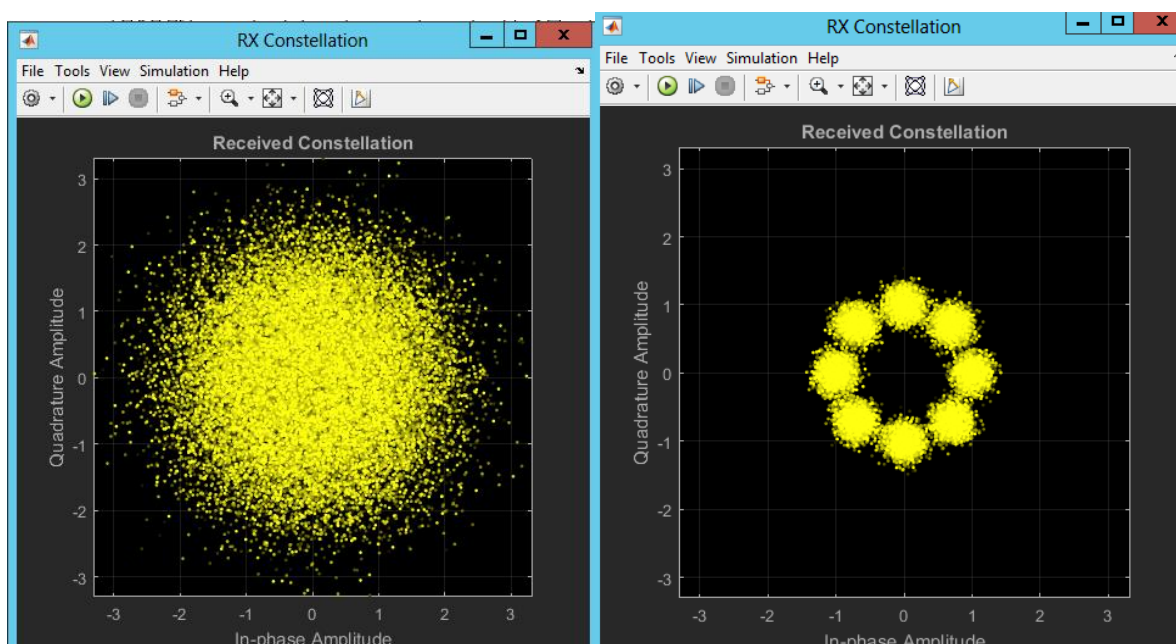 RX Constellation
File Tools View Simulation Help
Received Constellation
3
2
1
0
-1
-2
-3
Quadrature Amplitude
-3 -2 -1 0 1 2 3
In-phase Amplitude
RX Constellation
File Tools View Simulation Help
Received Constellation
3
2
1
0
-1
-2
-3
Quadrature Amplitude
-3 -2 -1 0 1 2 3
In-phase Amplitude